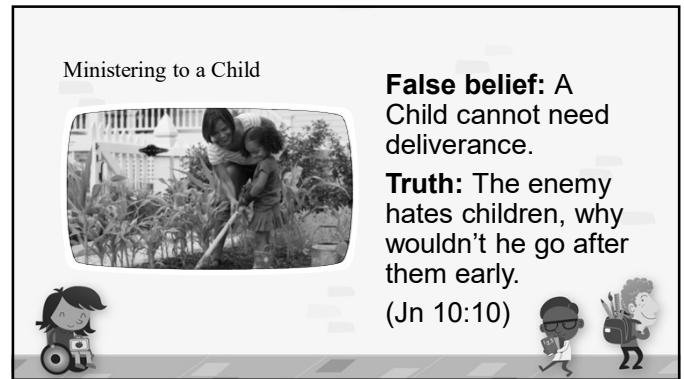 Ministering to a Child
False belief: A
Child cannot need
deliverance.
Truth: The enemy
hates children, why
wouldn’t he go after
them early.
(Jn 10:10)